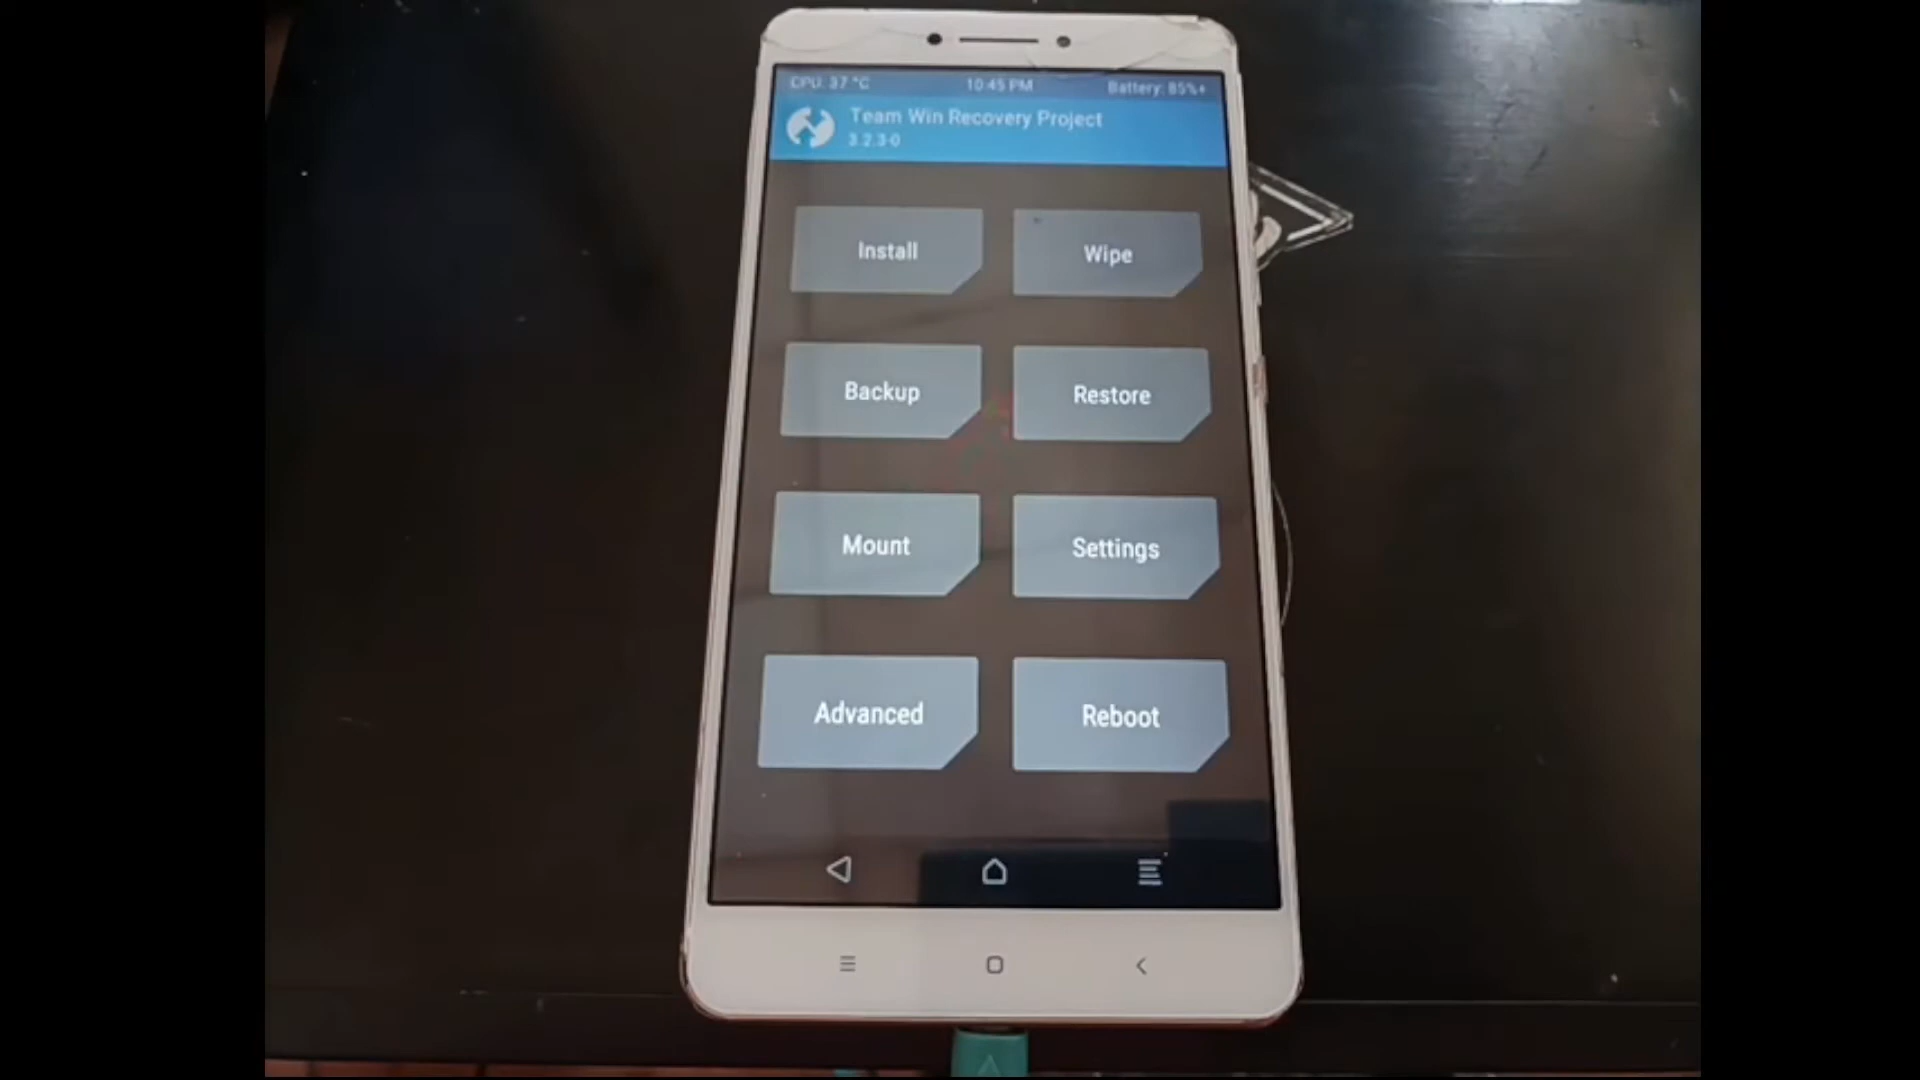 CPU: 37 °C 10:45 PM Battery: 85%+
Team Win Recovery Project
3.2.3-0
Install Wipe
Backup Restore
Mount Settings
Advanced Reboot